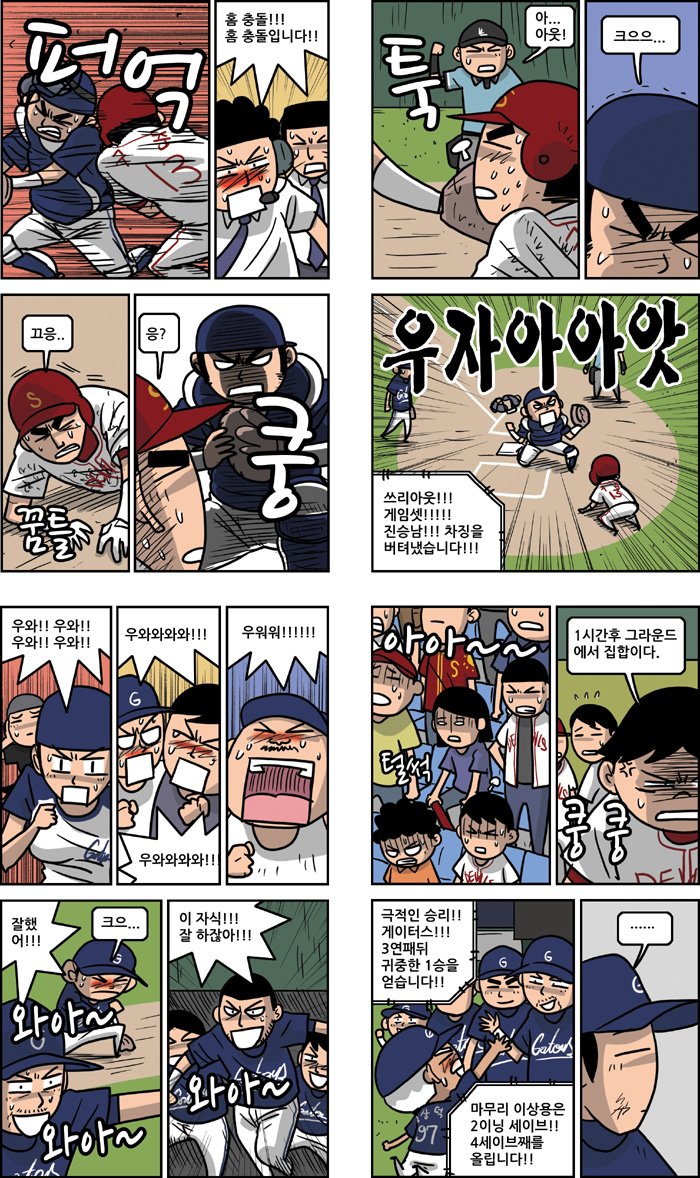 퍼억
홈 충돌!!!
홈 충돌입니다!!
툭
아...
아웃!
S
크으으...
끄응..
S
꿈틀
응?
쿵
우자아아앗
쓰리아웃!!!
게임셋!!!!!
진승남!!! 차징을
버텨냈습니다!!!
우와!! 우와!!
우와!! 우와!!
Gators
우와와와와!!!
G
우와와와와!!!
우워워!!!!!!
아아~~
S
털썩
1시간후 그라운드
에서 집합이다.
쿵 쿵
잘했
어!!!
크으...
G
와아~
와아~
이 자식!!!
잘 하잖아!!!
와아~
극적인 승리!!
게이터스!!!
3연패뒤
귀중한 1승을
얻습니다!!
G
G
Gators
97
마무리 이상용은
2이닝 세이브!!
4세이브째를
올립니다!!
......
G